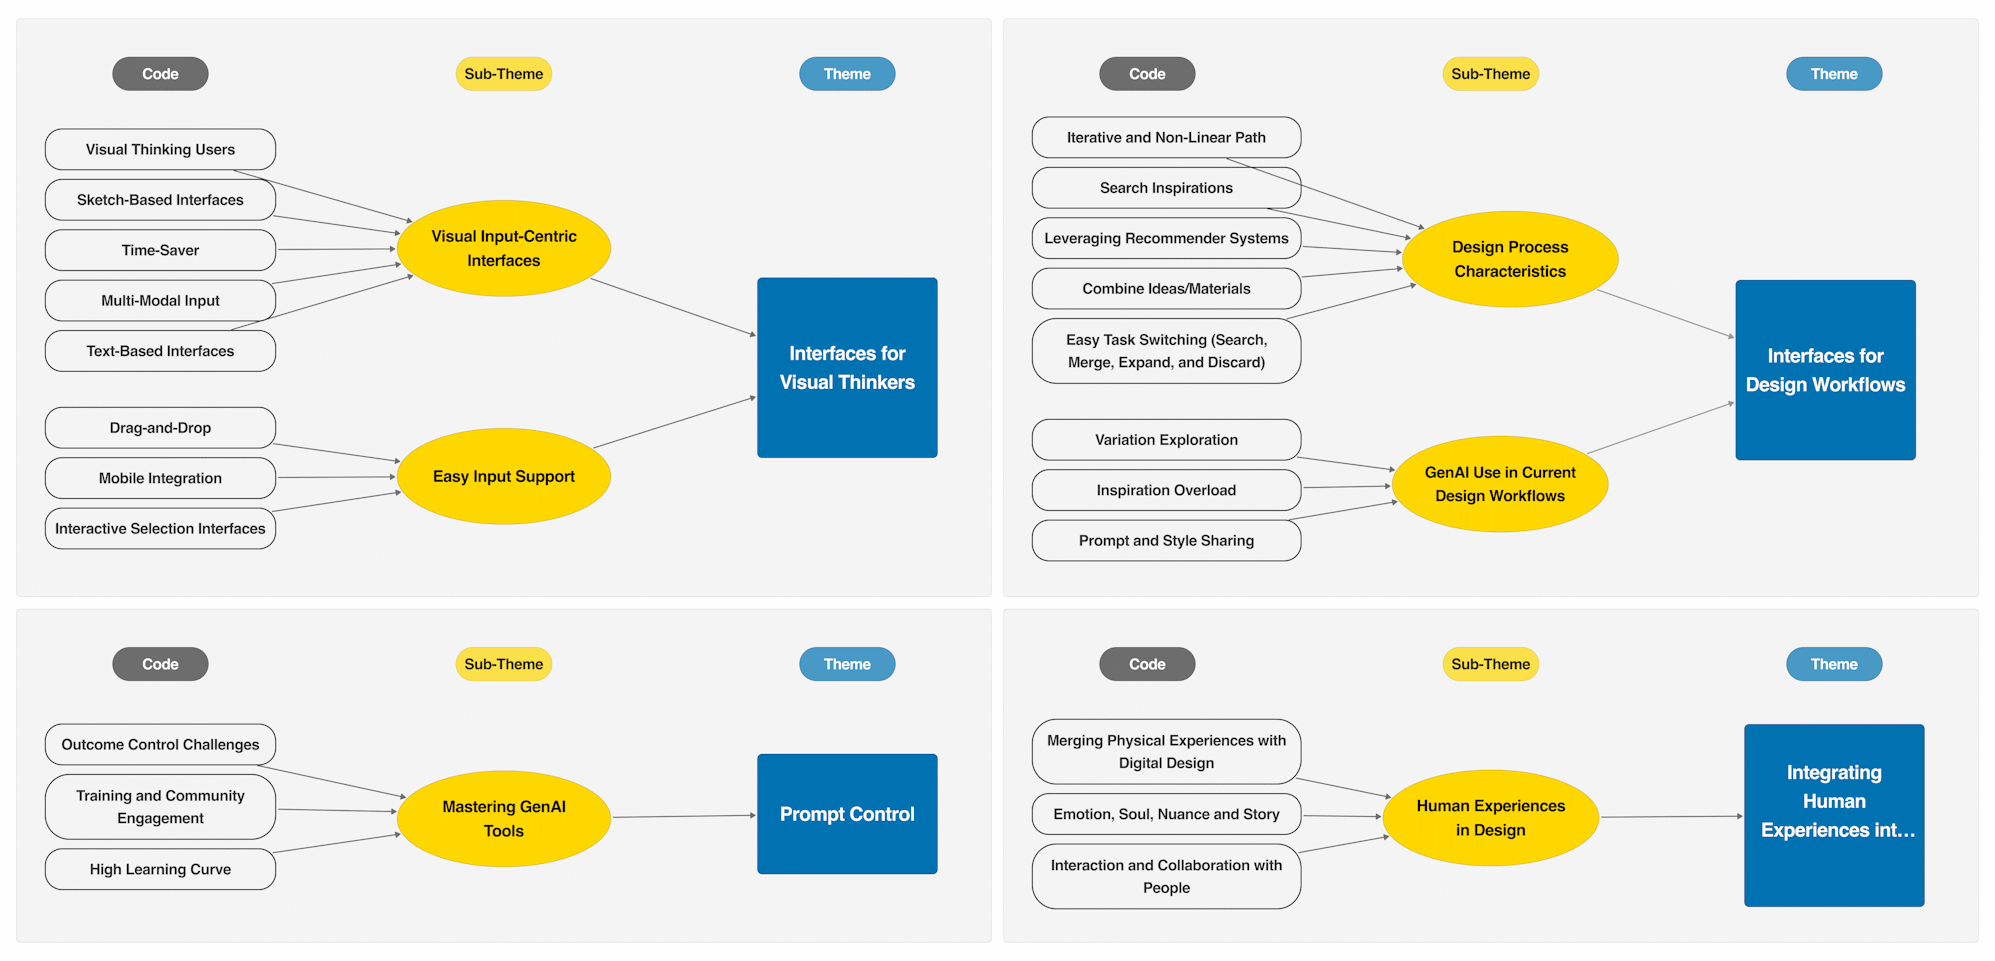 Code
Sub-Theme
Theme
Visual Thinking Users
Sketch-Based Interfaces
Time-Saver
Multi-Modal Input
Text-Based Interfaces
Visual Input-Centric
Interfaces
Drag-and-Drop
Mobile Integration
Interactive Selection Interfaces
Easy Input Support
Interfaces for
Visual Thinkers
Code
Sub-Theme
Theme
Iterative and Non-Linear Path
Search Inspirations
Leveraging Recommender Systems
Combine Ideas/Materials
Easy Task Switching (Search,
Merge, Expand, and Discard)
Design Process
Characteristics
Variation Exploration
Inspiration Overload
Prompt and Style Sharing
GenAI Use in Current
Design Workflows
Interfaces for
Design Workflows
Code
Sub-Theme
Theme
Outcome Control Challenges
Training and Community
Engagement
High Learning Curve
Mastering GenAI
Tools
Prompt Control
Code
Sub-Theme
Theme
Merging Physical Experiences with
Digital Design
Emotion, Soul, Nuance and Story
Interaction and Collaboration with
People
Human Experiences
in Design
Integrating
Human
Experiences int...